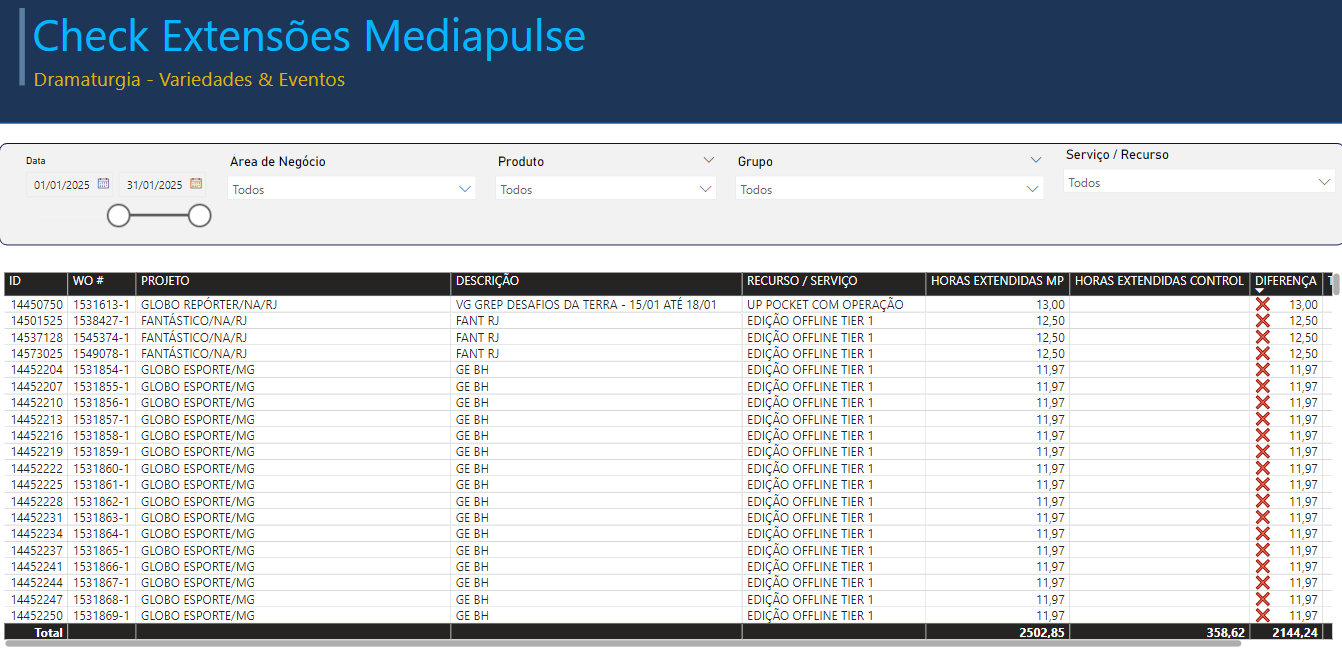 Check Extensões Mediapulse
Dramaturgia - Variedades & Eventos
Data
01/01/2025 31/01/2025
Área de Negócio
Todos
Produto
Todos
Grupo
Todos
Serviço / Recurso
Todos
ID WO # PROJETO DESCRIÇÃO RECURSO / SERVIÇO HORAS EXTENDIDAS MP HORAS EXTENDIDAS CONTROL DIFERENÇA
14450750 1531613-1 GLOBO REPÓRTER/NA/RJ VG GREP DESAFIOS DA TERRA - 15/01 ATÉ 18/01 UP POCKET COM OPERAÇÃO 13,00 13,00
14501525 1538427-1 FANTÁSTICO/NA/RJ FANT RJ EDIÇÃO OFFLINE TIER 1 12,50 12,50
14537128 1545374-1 FANTÁSTICO/NA/RJ FANT RJ EDIÇÃO OFFLINE TIER 1 12,50 12,50
14573025 1549078-1 FANTÁSTICO/NA/RJ FANT RJ EDIÇÃO OFFLINE TIER 1 12,50 12,50
14452204 1531854-1 GLOBO ESPORTE/MG GE BH EDIÇÃO OFFLINE TIER 1 11,97 11,97
14452207 1531855-1 GLOBO ESPORTE/MG GE BH EDIÇÃO OFFLINE TIER 1 11,97 11,97
14452210 1531856-1 GLOBO ESPORTE/MG GE BH EDIÇÃO OFFLINE TIER 1 11,97 11,97
14452213 1531857-1 GLOBO ESPORTE/MG GE BH EDIÇÃO OFFLINE TIER 1 11,97 11,97
14452216 1531858-1 GLOBO ESPORTE/MG GE BH EDIÇÃO OFFLINE TIER 1 11,97 11,97
14452219 1531859-1 GLOBO ESPORTE/MG GE BH EDIÇÃO OFFLINE TIER 1 11,97 11,97
14452222 1531860-1 GLOBO ESPORTE/MG GE BH EDIÇÃO OFFLINE TIER 1 11,97 11,97
14452225 1531861-1 GLOBO ESPORTE/MG GE BH EDIÇÃO OFFLINE TIER 1 11,97 11,97
14452228 1531862-1 GLOBO ESPORTE/MG GE BH EDIÇÃO OFFLINE TIER 1 11,97 11,97
14452231 1531863-1 GLOBO ESPORTE/MG GE BH EDIÇÃO OFFLINE TIER 1 11,97 11,97
14452234 1531864-1 GLOBO ESPORTE/MG GE BH EDIÇÃO OFFLINE TIER 1 11,97 11,97
14452237 1531865-1 GLOBO ESPORTE/MG GE BH EDIÇÃO OFFLINE TIER 1 11,97 11,97
14452241 1531866-1 GLOBO ESPORTE/MG GE BH EDIÇÃO OFFLINE TIER 1 11,97 11,97
14452244 1531867-1 GLOBO ESPORTE/MG GE BH EDIÇÃO OFFLINE TIER 1 11,97 11,97
14452247 1531868-1 GLOBO ESPORTE/MG GE BH EDIÇÃO OFFLINE TIER 1 11,97 11,97
14452250 1531869-1 GLOBO ESPORTE/MG GE BH EDIÇÃO OFFLINE TIER 1 11,97 11,97
Total 2502,85 358,62 2144,24